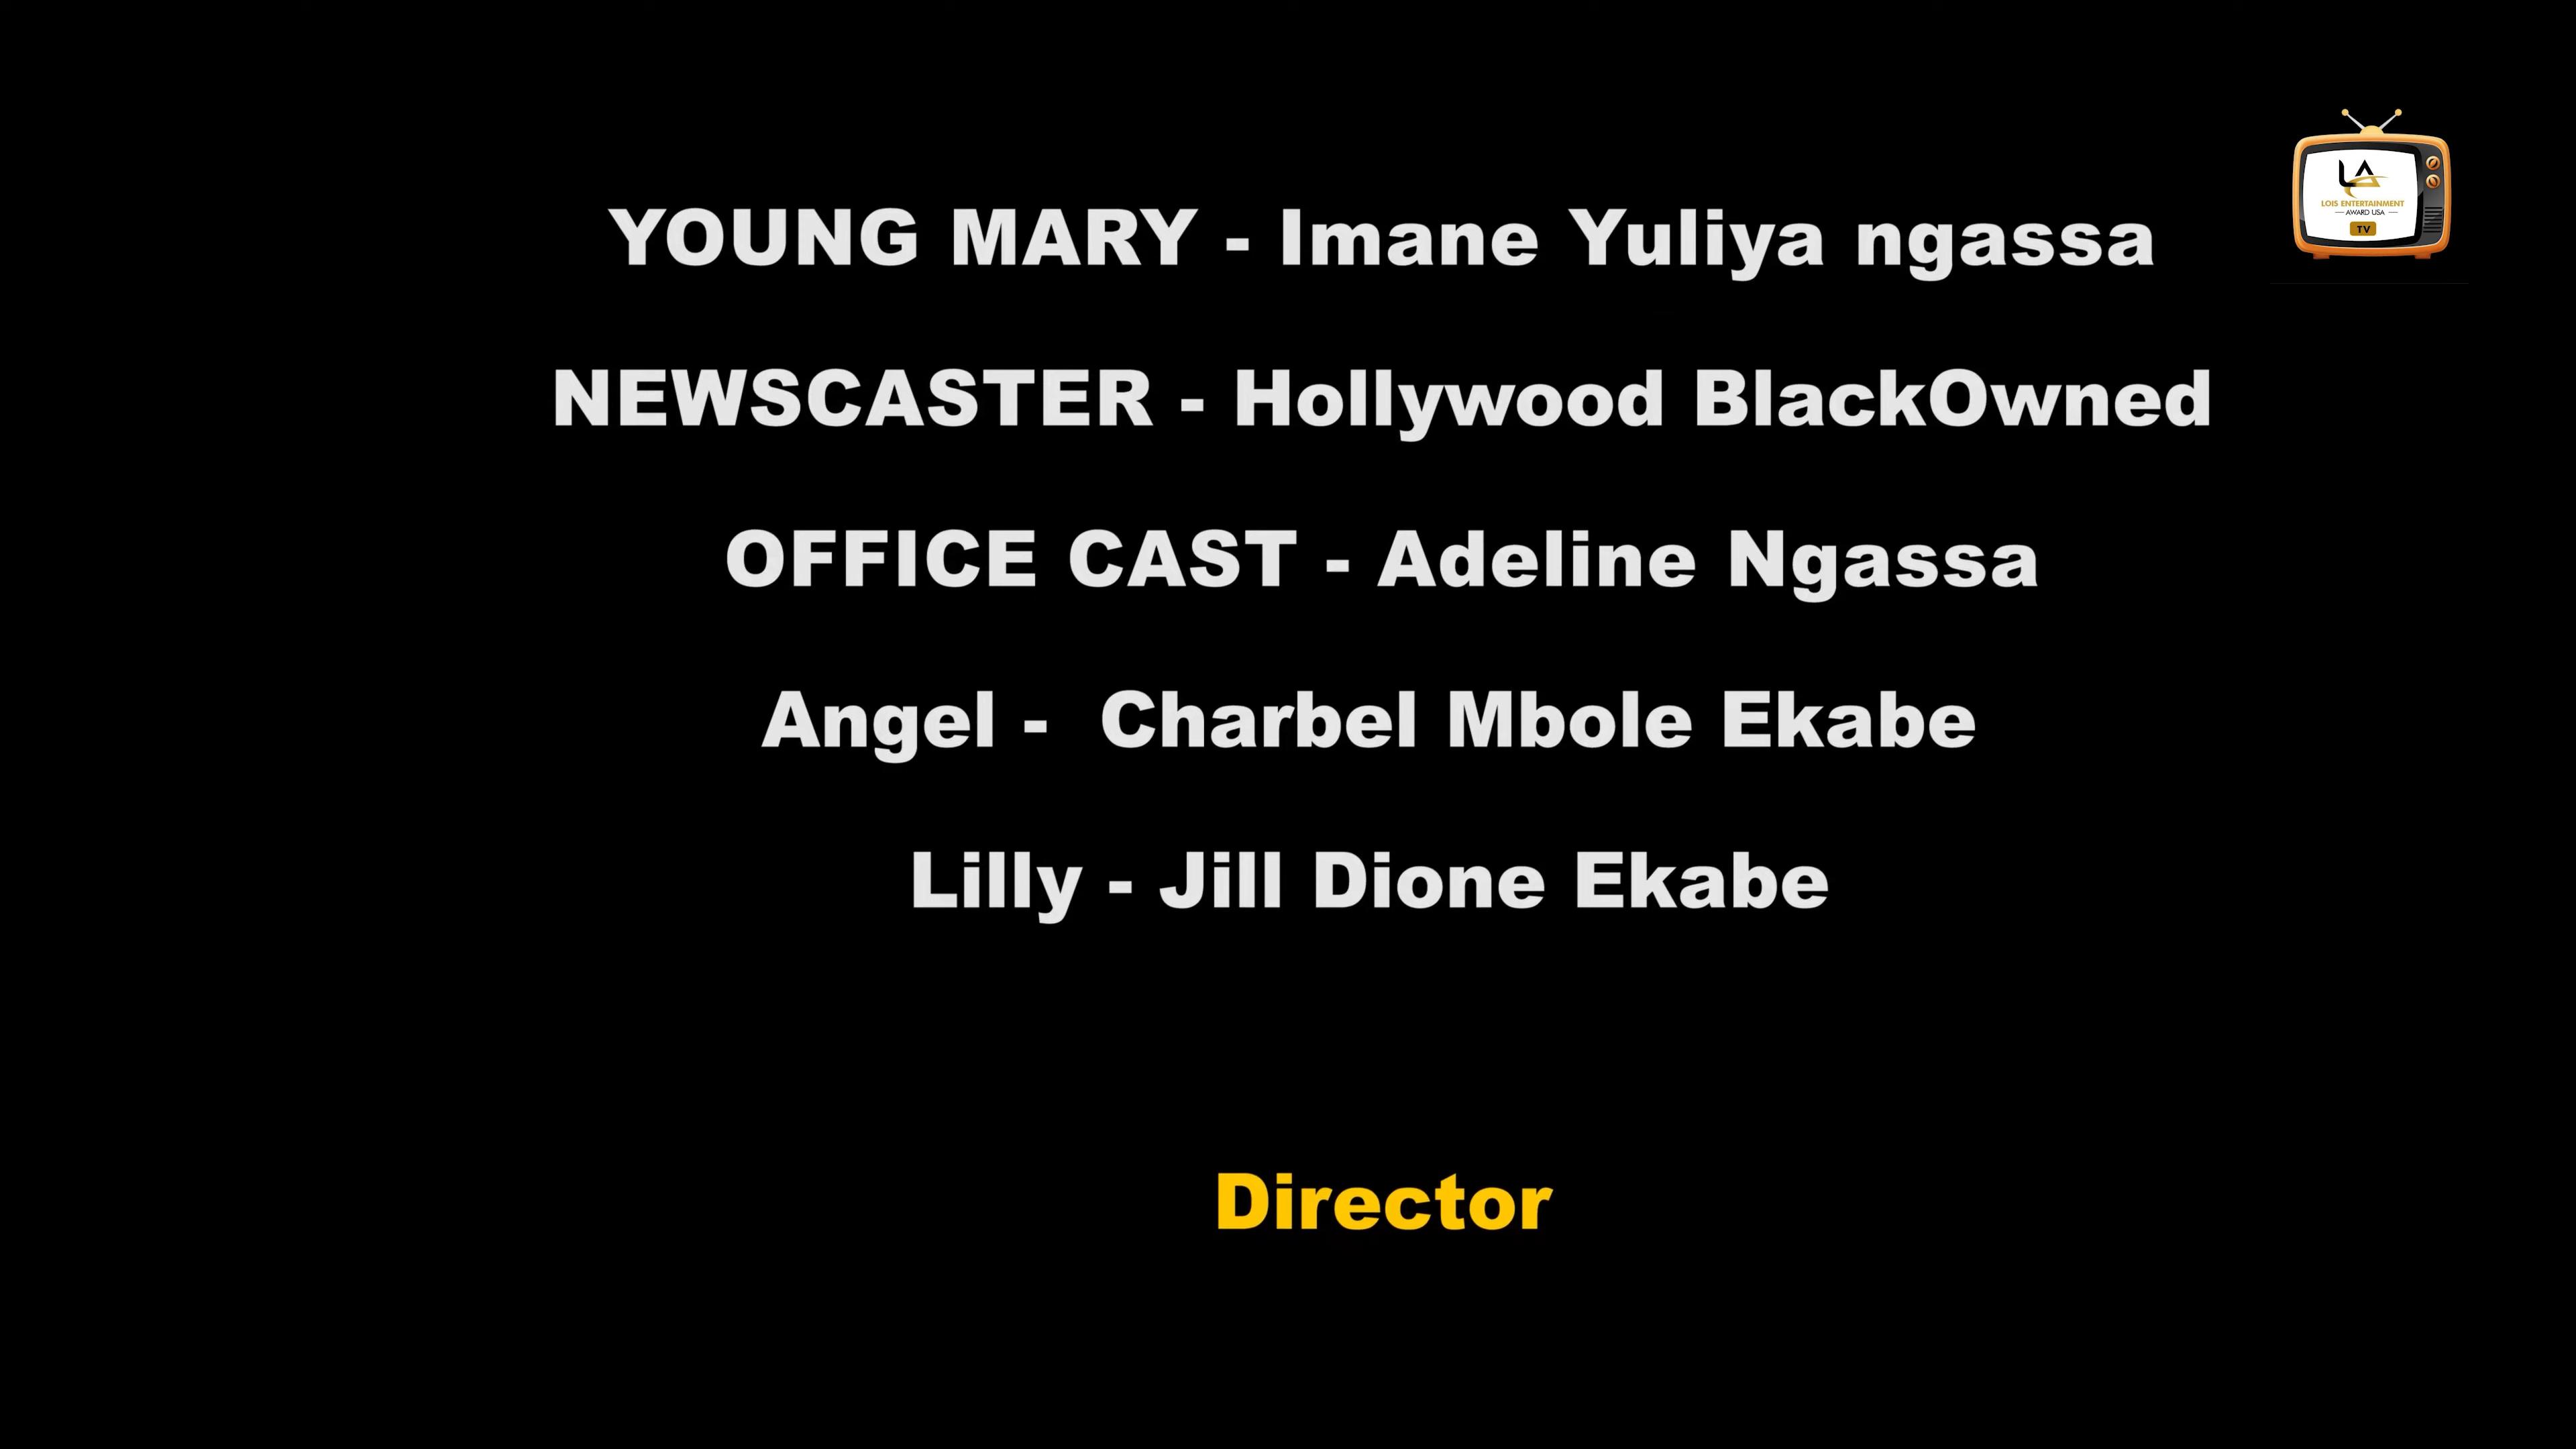 LA
LOIS ENTERTAINMENT
AWARD USA
TV
YOUNG MARY - Imane Yuliya ngassa
NEWSCASTER - Hollywood BlackOwned
OFFICE CAST - Adeline Ngassa
Angel -  Charbel Mbole Ekabe
Lilly - Jill Dione Ekabe
Director